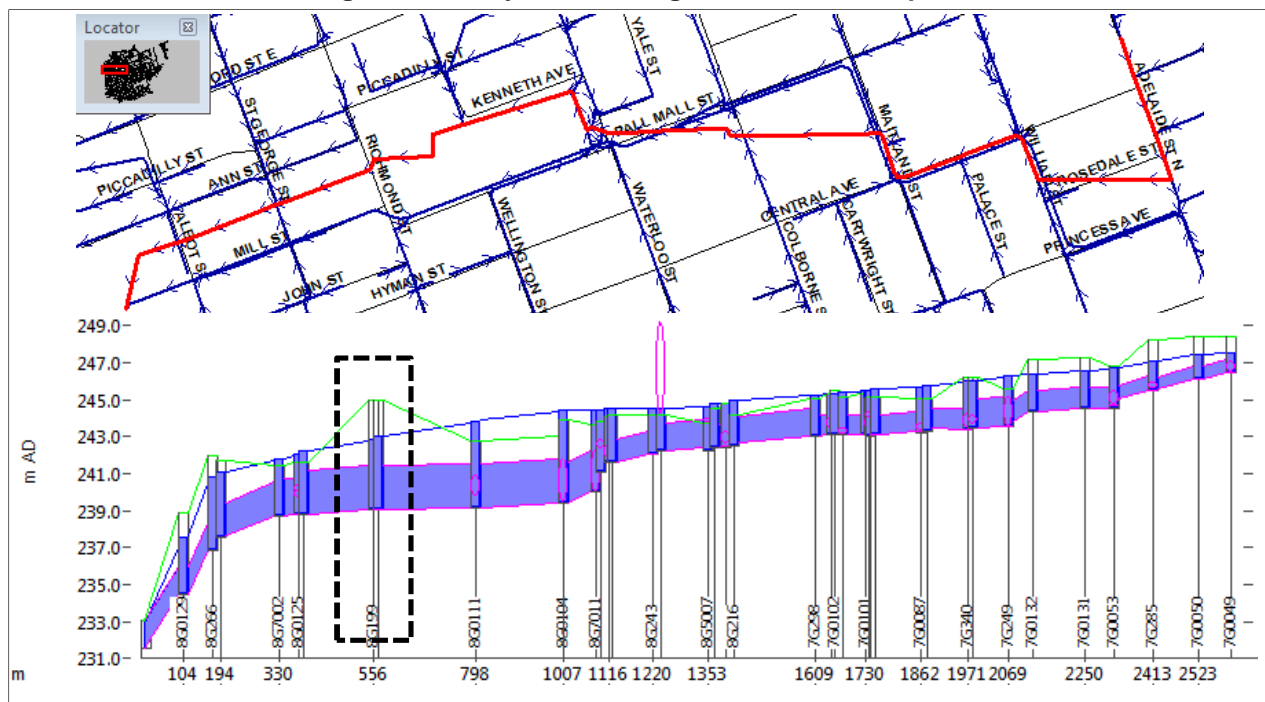 Locator
OXFORD ST E
PICCADILLY ST
KENNETH AVE
YALE ST
PALL MALL ST
ADELAIDE ST N
ST GEORGE ST
RICHMOND ST
MAITLAND ST
WILLIAM ST
ROSEDALE ST
PICCADILLY ST
ANN ST
TALBOT ST
MILL ST
CENTRAL AVE
PALACE ST
PRINCESS AVE
WELLINGTON ST
WATERLOO ST
COLBORNE S
CARTWRIGHT ST
JOHN ST
HYMAN ST
249.0
247.0
245.0
243.0
241.0
239.0
237.0
235.0
233.0
231.0
m AD
8G0129 8G266 8G7002 8G0125 8G199 8G0111 8G0104 8G7011 8G243 8G5007 8G216 7G298 7G0102 7G0101 7G0087 7G340 7G249 7G0132 7G0131 7G0053 7G285 7G0050 7G0049
m 104 194 330 556 798 1007 1116 1220 1353 1609 1730 1862 1971 2069 2250 2413 2523